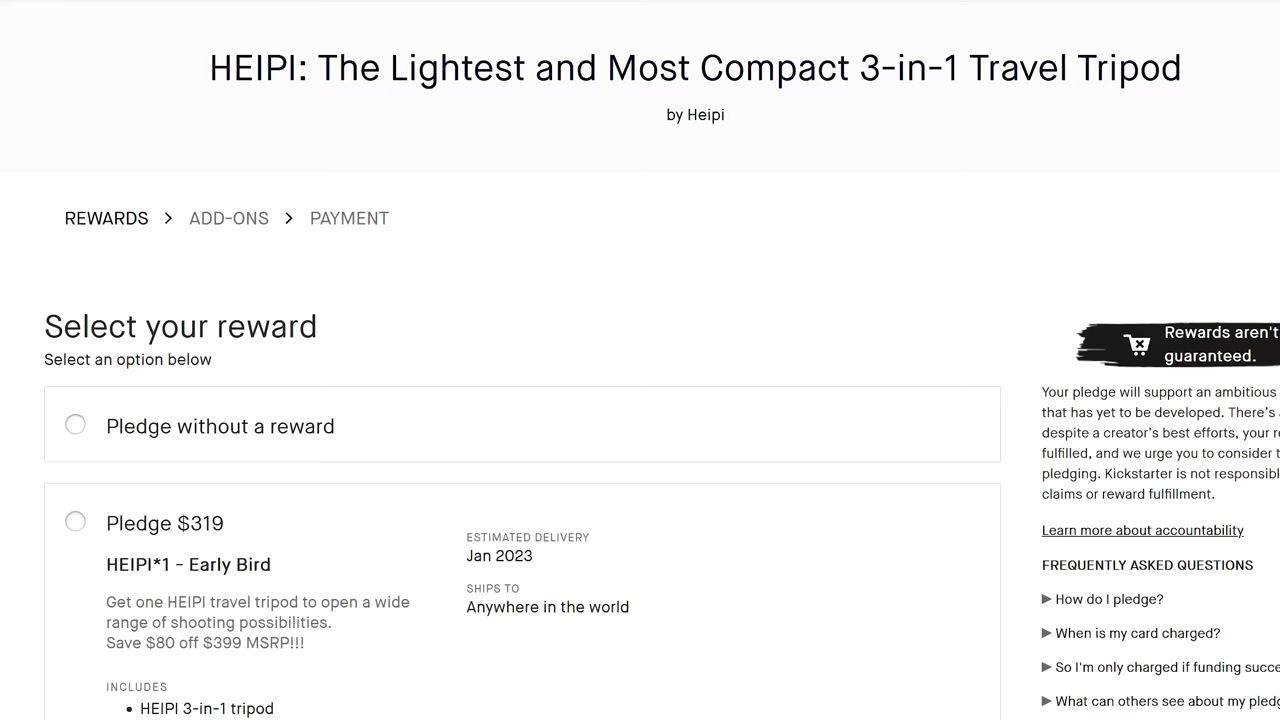 HEIPI: The Lightest and Most Compact 3-in-1 Travel Tripod
by Heipi
REWARDS > ADD-ONS > PAYMENT
Select your reward
Select an option below
Pledge without a reward
Pledge $319
HEIPI*1 - Early Bird
Get one HEIPI travel tripod to open a wide
range of shooting possibilities.
Save $80 off $399 MSRP!!!
INCLUDES
• HEIPI 3-in-1 tripod
ESTIMATED DELIVERY
Jan 2023
SHIPS TO
Anywhere in the world
Rewards aren't
guaranteed.
Your pledge will support an ambitious
that has yet to be developed. There's
despite a creator's best efforts, your
fulfilled, and we urge you to consider
pledging. Kickstarter is not
claims or reward fulfillment.
Learn more about accountability
FREQUENTLY ASKED QUESTIONS
▶ How do I pledge?
▶ When is my card charged?
▶ So I'm only charged if funding
▶ What can others see about my